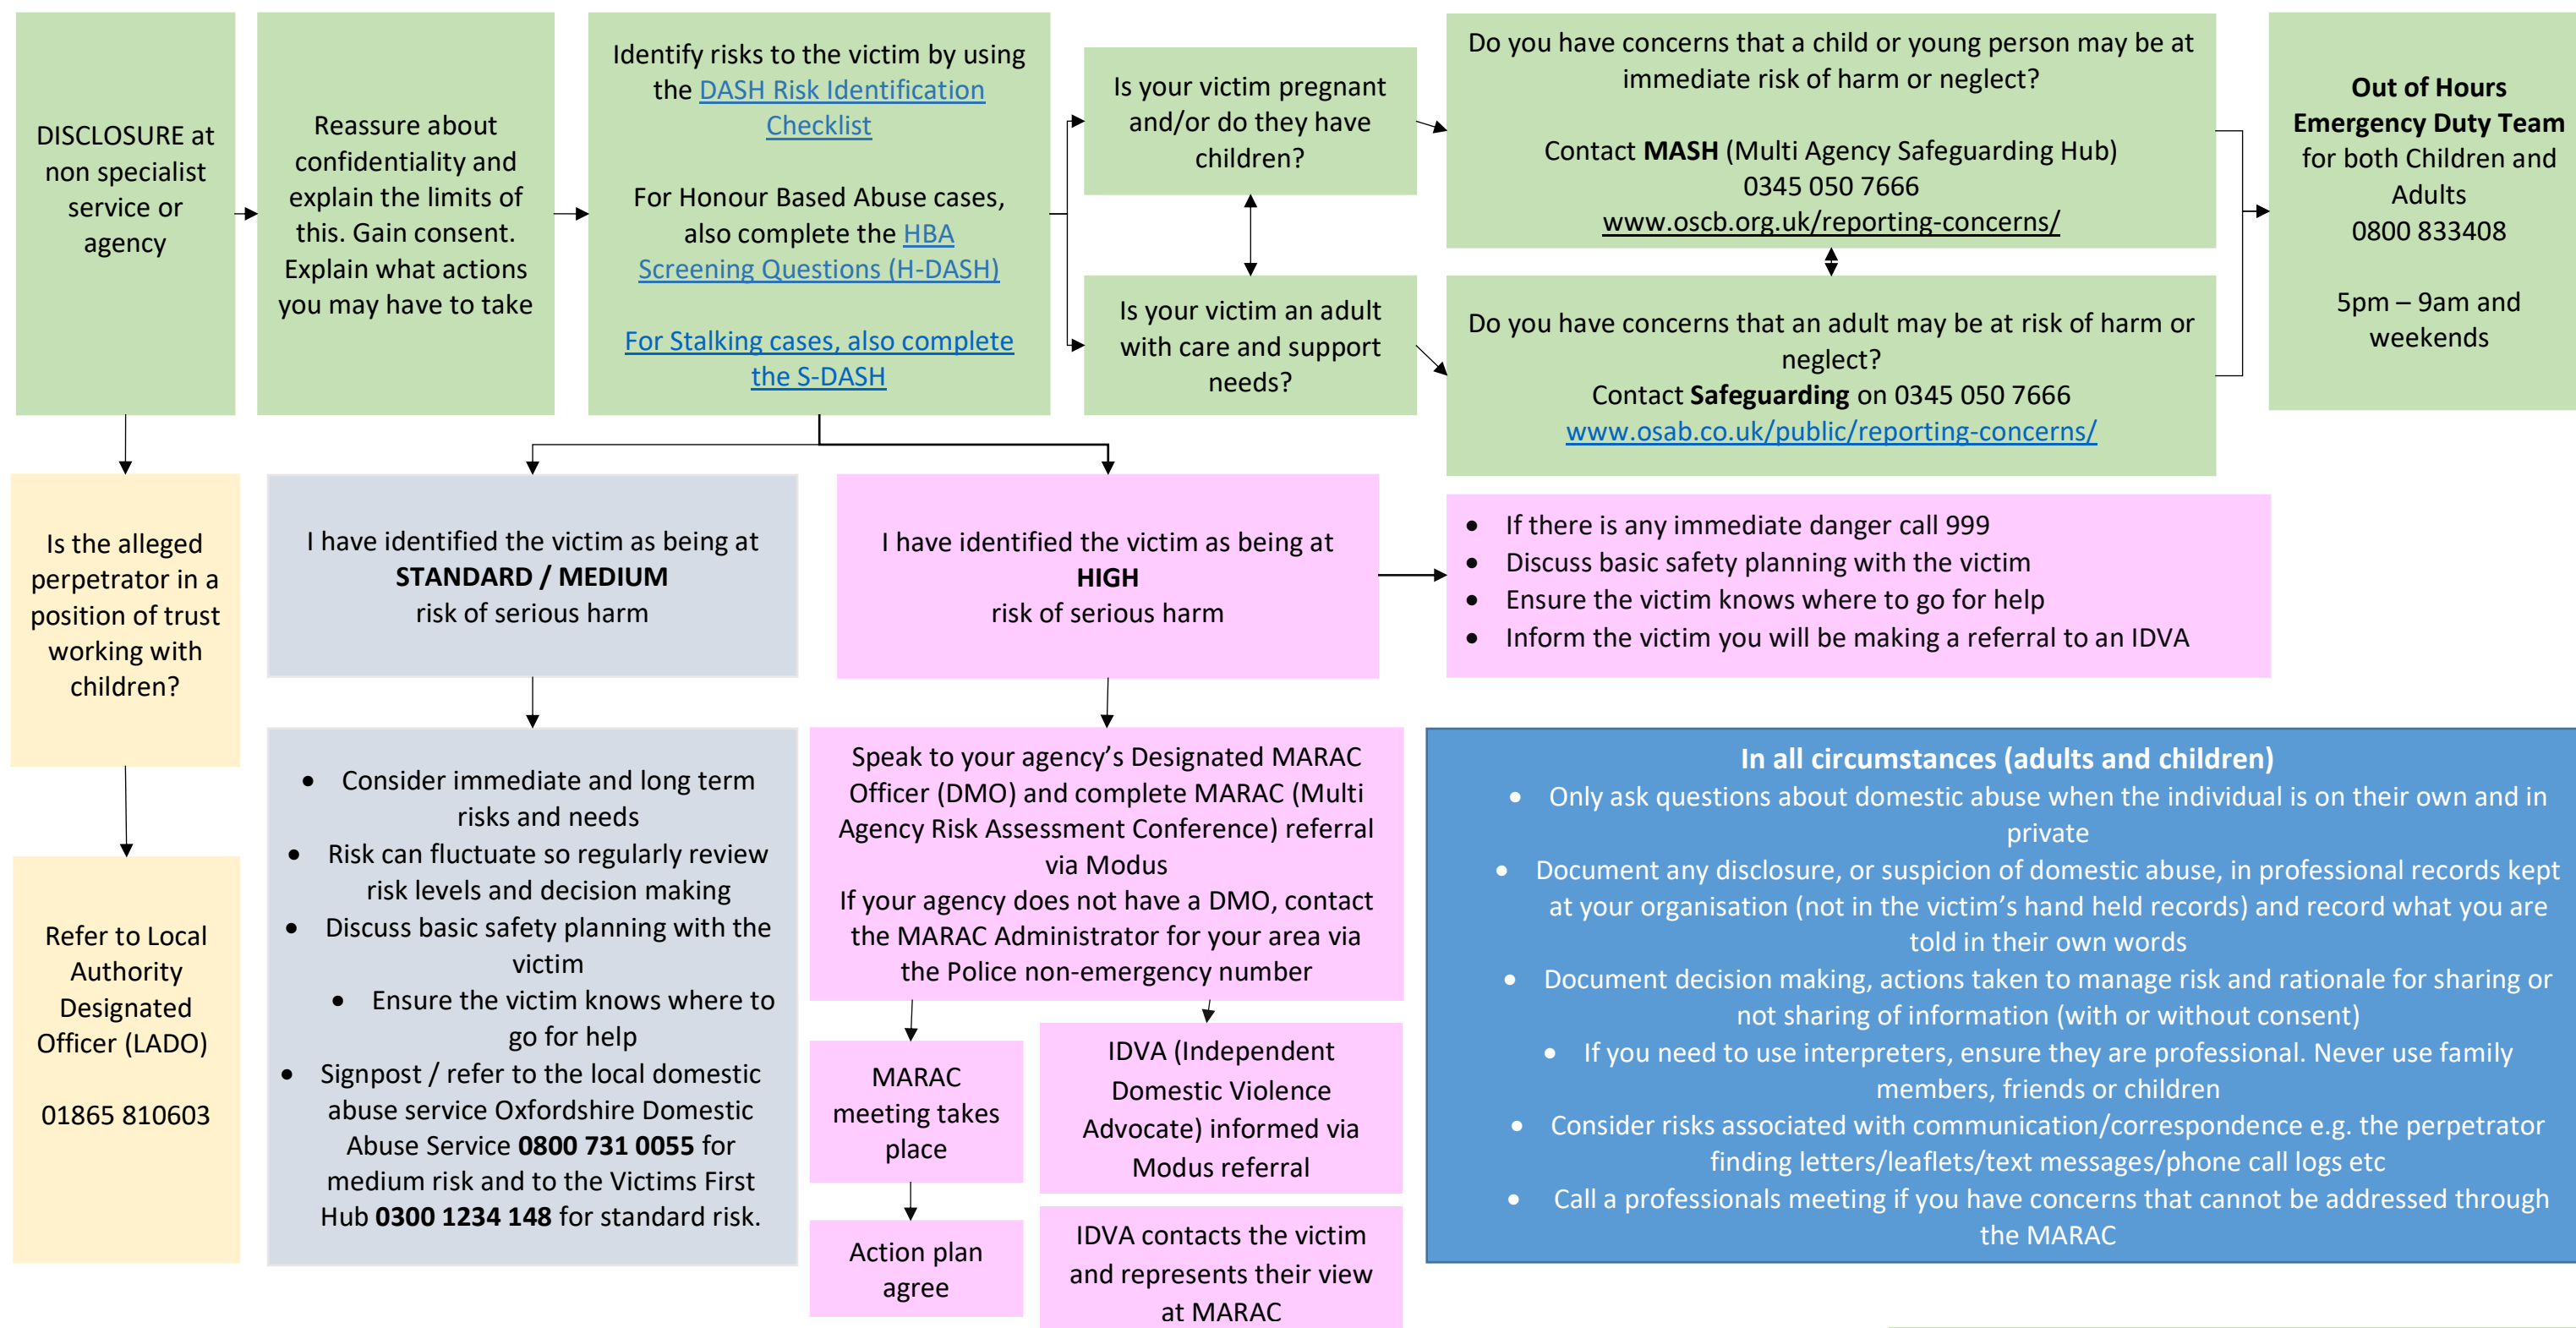 DISCLOSURE at
non specialist
service or
agency
Reassure about
confidentiality and
explain the limits of
this. Gain consent.
Explain what actions
you may have to take
Identify risks to the victim by using
the DASH Risk Identification
Checklist
For Honour Based Abuse cases,
also complete the HBA
Screening Questions (H-DASH)
For Stalking cases, also complete
the S-DASH
Is your victim pregnant
and/or do they have
children?
Is your victim an adult
with care and support
needs?
Do you have concerns that a child or young person may be at
immediate risk of harm or neglect?
Contact MASH (Multi Agency Safeguarding Hub)
0345 050 7666
www.oscb.org.uk/reporting-concerns/
Do you have concerns that an adult may be at risk of harm or
neglect?
Contact Safeguarding on 0345 050 7666
www.osab.co.uk/public/reporting-concerns/
Out of Hours
Emergency Duty Team
for both Children and
Adults
0800 833408
5pm – 9am and
weekends
Is the alleged
perpetrator in a
position of trust
working with
children?
Refer to Local
Authority
Designated
Officer (LADO)
01865 810603
I have identified the victim as being at
STANDARD / MEDIUM
risk of serious harm
• Consider immediate and long term
risks and needs
• Risk can fluctuate so regularly review
risk levels and decision making
• Discuss basic safety planning with the
victim
• Ensure the victim knows where to
go for help
• Signpost / refer to the local domestic
abuse service Oxfordshire Domestic
Abuse Service 0800 731 0055 for
medium risk and to the Victims First
Hub 0300 1234 148 for standard risk.
I have identified the victim as being at
HIGH
risk of serious harm
• If there is any immediate danger call 999
• Discuss basic safety planning with the victim
• Ensure the victim knows where to go for help
• Inform the victim you will be making a referral to an IDVA
Speak to your agency’s Designated MARAC
Officer (DMO) and complete MARAC (Multi
Agency Risk Assessment Conference) referral
via Modus
If your agency does not have a DMO, contact
the MARAC Administrator for your area via
the Police non-emergency number
MARAC
meeting takes
place
Action plan
agree
IDVA (Independent
Domestic Violence
Advocate) informed via
Modus referral
IDVA contacts the victim
and represents their view
at MARAC
In all circumstances (adults and children)
• Only ask questions about domestic abuse when the individual is on their own and in
private
• Document any disclosure, or suspicion of domestic abuse, in professional records kept
at your organisation (not in the victim’s hand held records) and record what you are
told in their own words
• Document decision making, actions taken to manage risk and rationale for sharing or
not sharing of information (with or without consent)
• If you need to use interpreters, ensure they are professional. Never use family
members, friends or children
• Consider risks associated with communication/correspondence e.g. the perpetrator
finding letters/leaflets/text messages/phone call logs etc
• Call a professionals meeting if you have concerns that cannot be addressed through
the MARAC